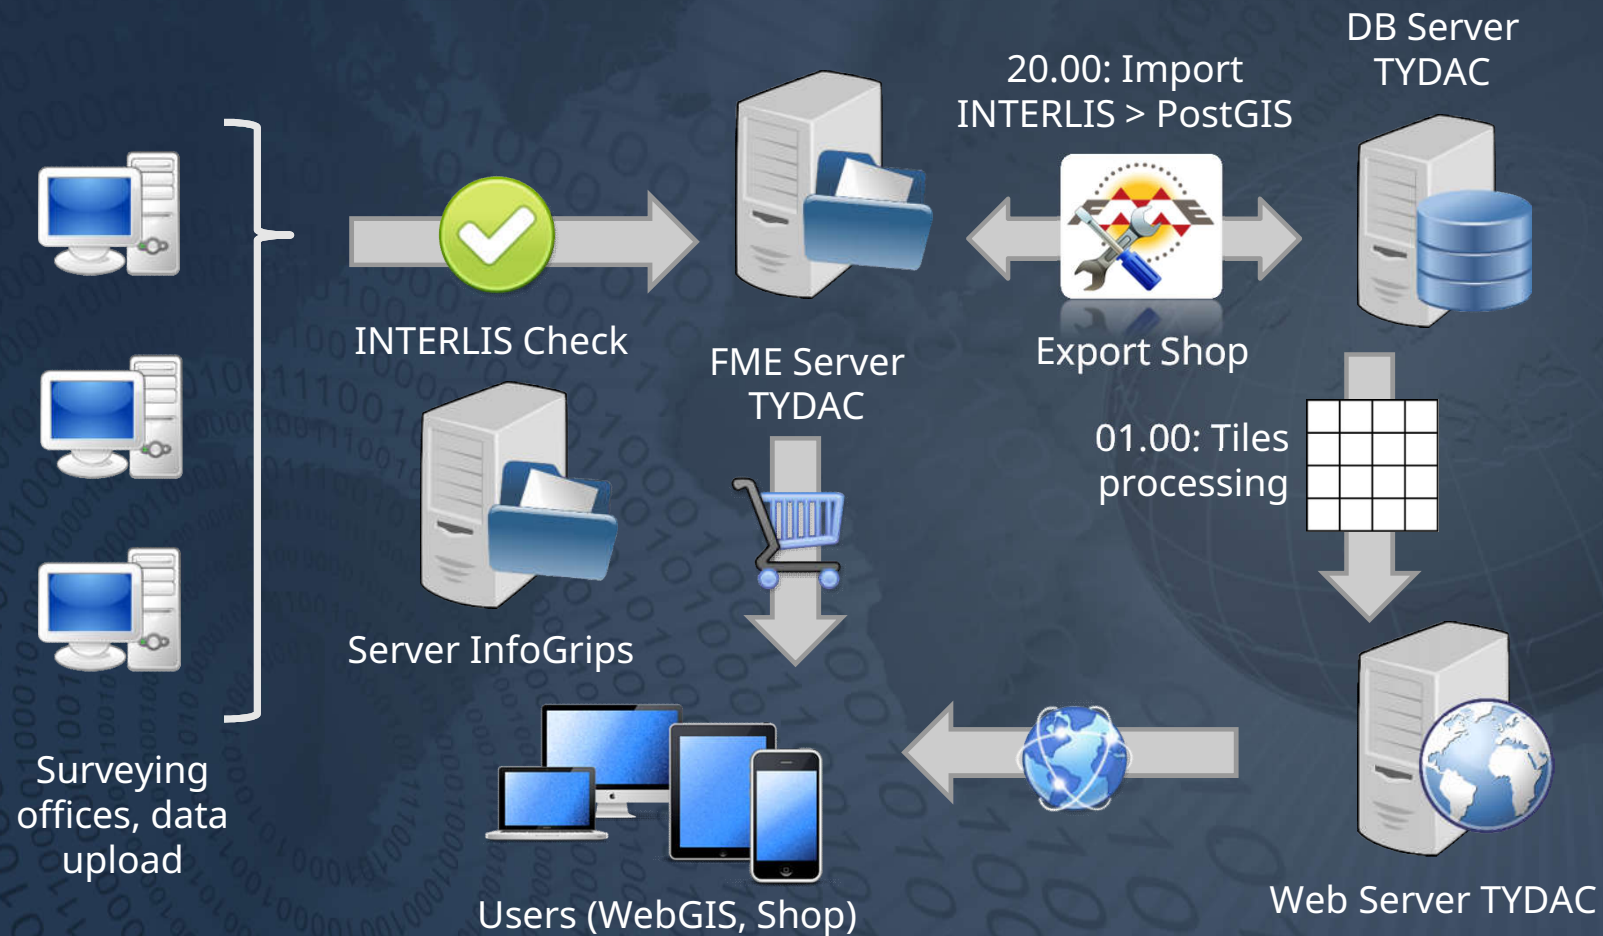 DB Server
TYDAC
20.00: Import
INTERLIS > PostGIS
INTERLIS Check
FME Server
TYDAC
Export Shop
01.00: Tiles
processing
Server InfoGrips
Surveying
offices, data
upload
Users (WebGIS, Shop)
Web Server TYDAC